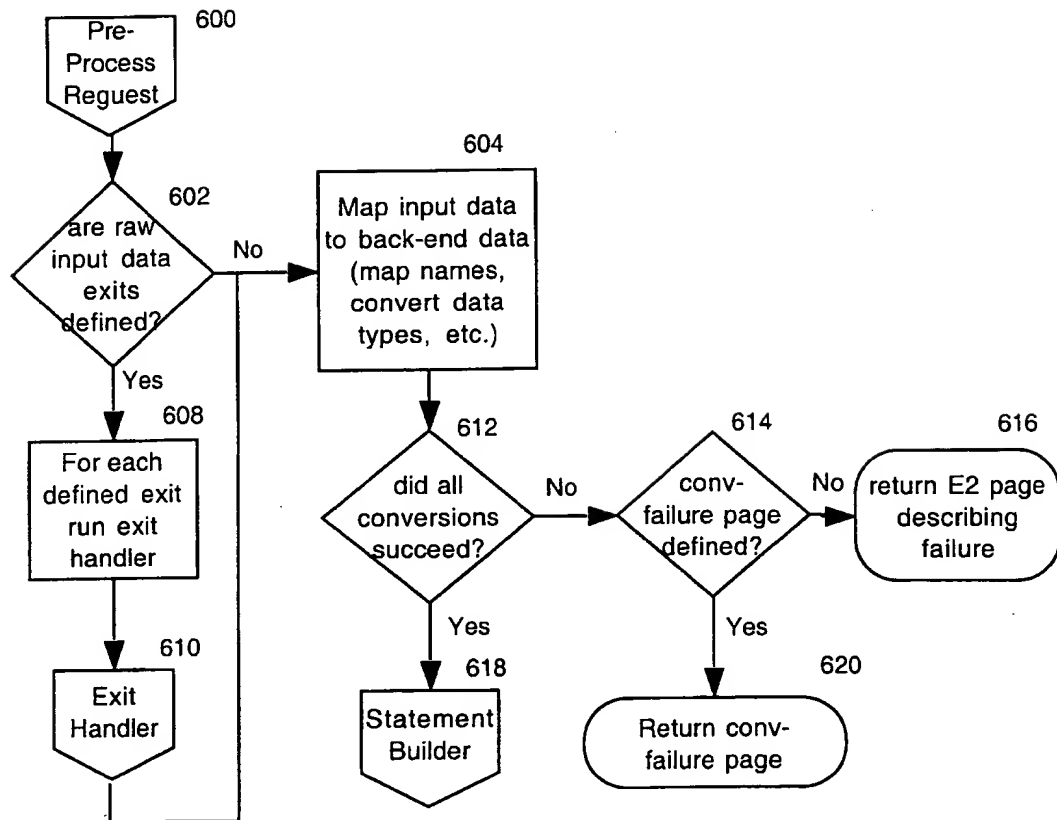 600
Pre-
Process
Reguest
602
are raw
input data
exits
defined?
No
Yes
604
Map input data
to back-end data
(map names,
convert data
types, etc.)
608
For each
defined exit
run exit
handler
610
Exit
Handler
612
did all
conversions
succeed?
No
Yes
614
conv-
failure page
defined?
No
Yes
616
return E2 page
describing
failure
618
Statement
Builder
620
Return conv-
failure page